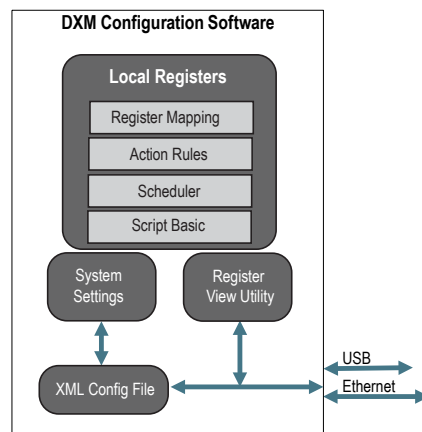 DXM Configuration Software
Local Registers
Register Mapping
Action Rules
Scheduler
Script Basic
System
Settings
Register
View Utility
XML Config File
USB
Ethernet